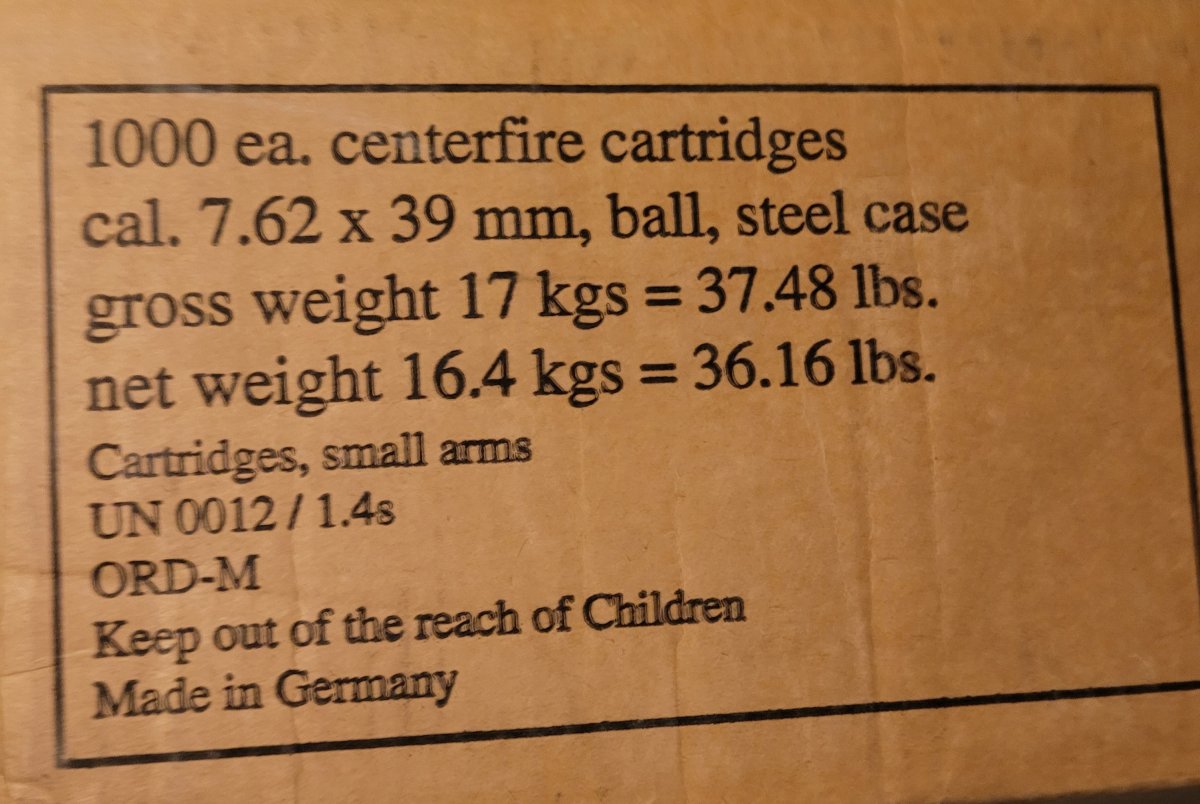 1000 ea. centerfire cartridges
cal. 7.62 x 39 mm, ball, steel case
gross weight 17 kgs = 37.48 lbs.
net weight 16.4 kgs = 36.16 lbs.
Cartridges, small arms
UN 0012 / 1.4s
ORD-M
Keep out of the reach of Children
Made in Germany